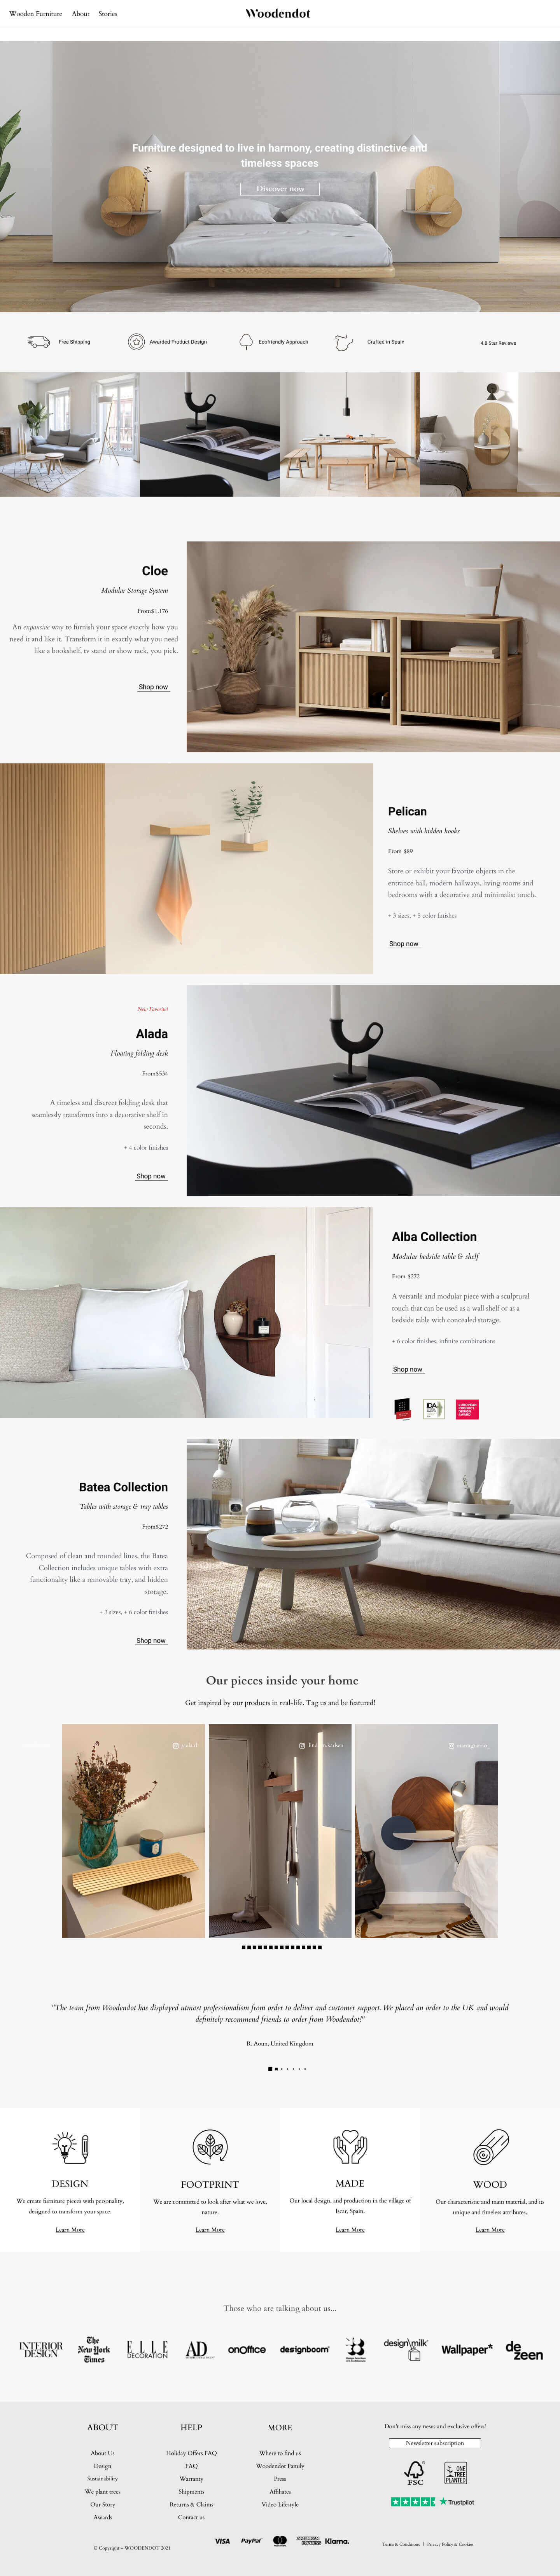 Wooden Furniture About Stories
Woodendot
Furniture designed to live in harmony, creating distinctive and
timeless spaces
Discover now
Free Shipping
Awarded Product Design
Ecofriendly Approach
Crafted in Spain
4.8 Star Reviews
Cloe
Modular Storage System
From$1.176
An expansive way to furnish your space exactly how you
need it and like it. Transform it in exactly what you need
like a bookshelf, tv stand or show rack, you pick.
Shop now
Pelican
Shelves with hidden hooks
From $89
Store or exhibit your favorite objects in the
entrance hall, modern hallways, living rooms and
bedrooms with a decorative and minimalist touch.
+ 3 sizes, + 5 color finishes
Shop now
New Favorite!
Alada
Floating folding desk
From$534
A timeless and discreet folding desk that
seamlessly transforms into a decorative shelf in
seconds.
+ 4 color finishes
Shop now
Alba Collection
Modular bedside table & shelf
From $272
A versatile and modular piece with a sculptural
touch that can be used as a wall shelf or as a
bedside table with concealed storage.
+ 6 color finishes, infinite combinations
Shop now
IDA
EUROPEAN
PRODUCT
DESIGN
AWARD
Batea Collection
Tables with storage & tray tables
From$272
Composed of clean and rounded lines, the Batea
Collection includes unique tables with extra
functionality like a removable tray, and hidden
storage.
+ 3 sizes, + 6 color finishes
Shop now
Our pieces inside your home
Get inspired by our products in real-life. Tag us and be featured!
"The team from Woodendot has displayed utmost professionalism from order to deliver and customer support. We placed an order to the UK and would
definitely recommend friends to order from Woodendot!"
R. Aoun, United Kingdom
DESIGN
We create furniture pieces with personality,
designed to transform your space.
Learn More
FOOTPRINT
We are committed to look after what we love,
nature.
Learn More
MADE
Our local design, and production in the village of
Iscar, Spain.
Learn More
WOOD
Our characteristic and main material, and its
unique and timeless attributes.
Learn More
Those who are talking about us...
INTERIOR
DESIGN
The
New York
Times
ELLE
DECORATION
AD
onOffice
designboom
design milk
Wallpaper*
de
zeen
ABOUT
About Us
Design
Sustainability
We plant trees
Our Story
Awards
HELP
Holiday Offers FAQ
FAQ
Warranty
Shipments
Returns & Claims
Contact us
MORE
Where to find us
Woodendot Family
Press
Affiliates
Video Lifestyle
Don't miss any news and exclusive offers!
Newsletter subscription
FSC
ONE
TREE
PLANTED
Trustpilot
© Copyright – WOODENDOT 2021
VISA PayPal AMERICAN EXPRESS Klarna.
Terms & Conditions | Privacy Policy & Cookies